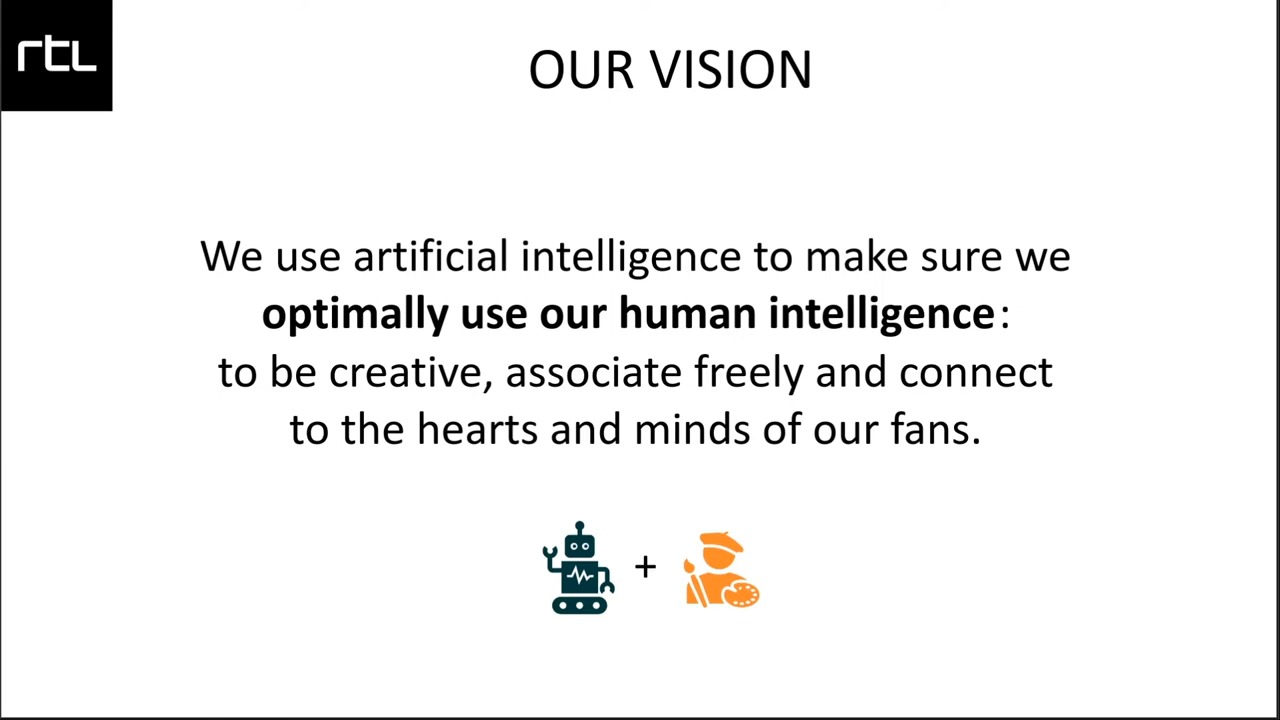 rtl
OUR VISION
We use artificial intelligence to make sure we
optimally use our human intelligence:
to be creative, associate freely and connect
to the hearts and minds of our fans.
+